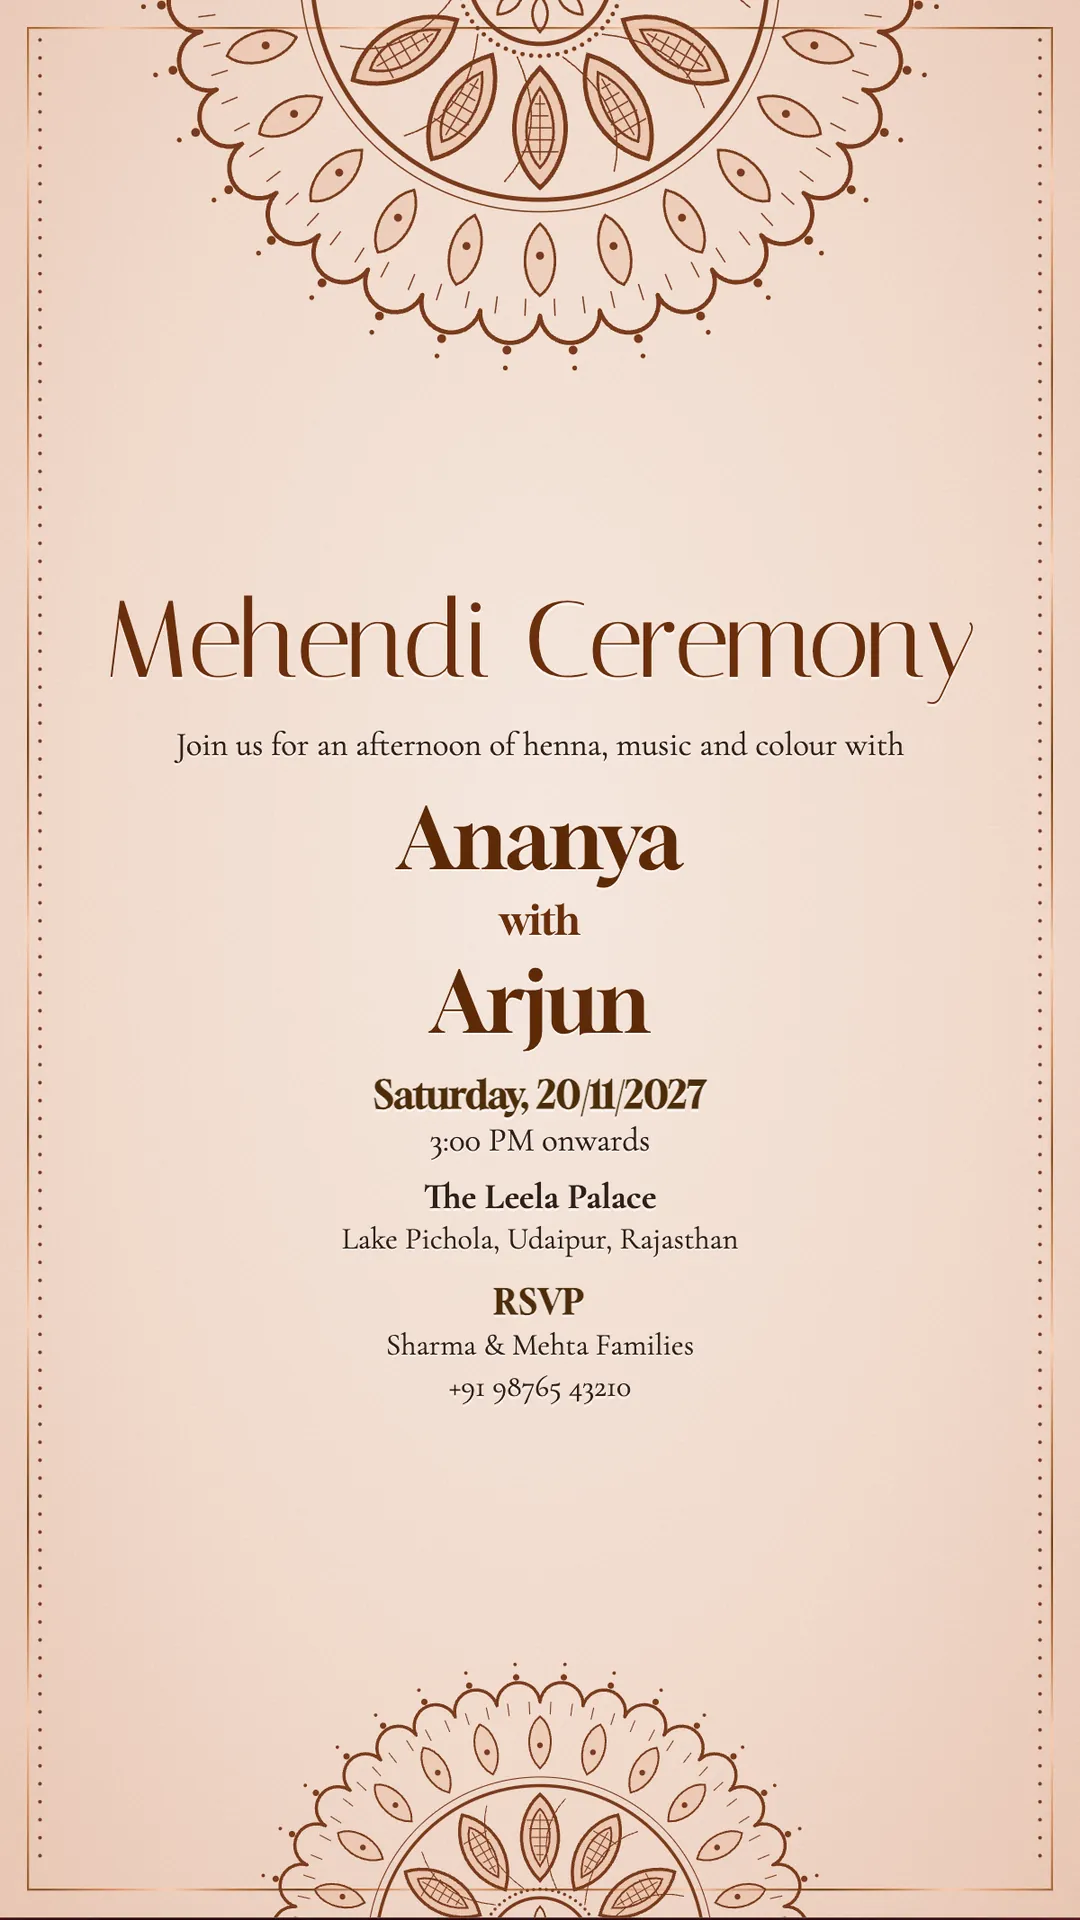 Mehendi Ceremony
Join us for an afternoon of henna, music and colour with
Ananya
with
Arjun
Saturday, 20/11/2027
3:00 PM onwards
The Leela Palace
Lake Pichola, Udaipur, Rajasthan
RSVP
Sharma & Mehta Families
+91 98765 43210